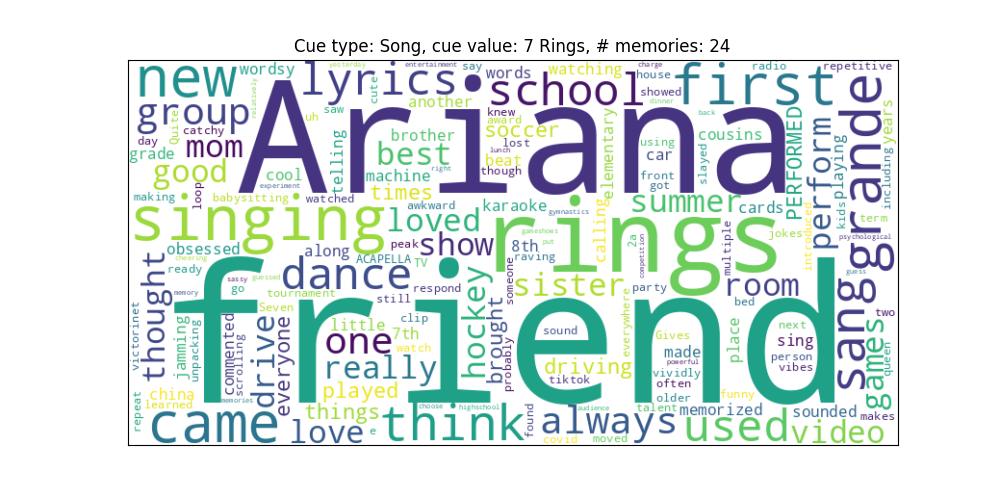 Cue type: Song, cue value: 7 Rings, # memories: 24
new
wordsy
lyrics
words
watching
charge
radio
repetitive
yesterday
entertainment
say
house
school
showed
first
relatively
cute
another
group
Ariana
saw
uh
Quite
catchy
knew
award
soccer
lost
elementary
using
cousins
slayed
PERFORMED
perform
playing
years
grande
day
mom
grade
telling
brother
best
beat
lunch
though
car
dinner
back
front
got
including
good
loop
cool
machine
times
right
experiment
making
babysitting
watched
awkward
karaoke
gymnastics
summer
cards
kids
introduced
term
singing
loved
rings
calling
gameshows
put
2a
competition
multiple
jokes
psychological
obsessed
along
peak
show
8th
raving
cheering
ready
ACAPELLA
TV
thought
sassy
guessed
go
dance
respond
hockey
someone
sister
party
room
bed
guess
memory
tournament
Seven
still
brought
friend
sang
two
victorinet
jamming
unpacking
commented
scrolling
drive
everyone
little
one
7th
clip
watch
sound
everywhere
Gives
made
powerful
vividly
place
next
sing
person
vibes
games
queen
really
probably
driving
tiktok
often
older
funny
china
learned
memories
played
things
choose
highschool
audience
talent
memorized
sounded
makes
repeat
came
love
e
think
found
always
covid
moved
used
video